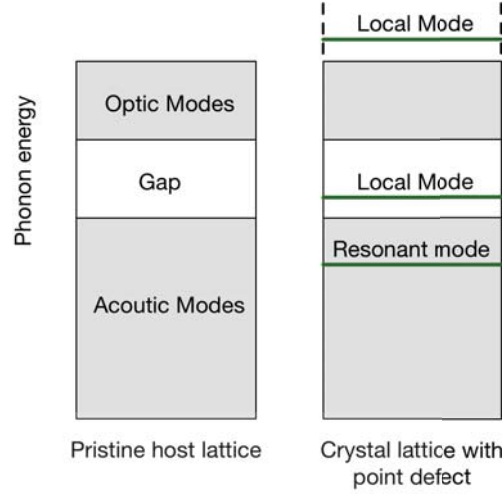 Local Mode
Optic Modes
Phonon energy
Gap
Local Mode
Resonant mode
Acoutic Modes
Pristine host lattice
Crystal lattice with
point defect